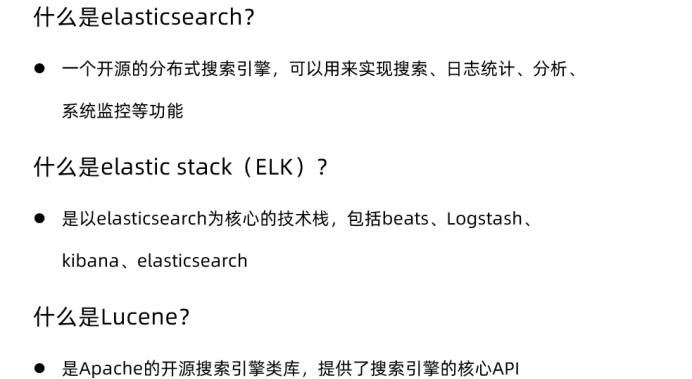 什么是elasticsearch？
● 一个开源的分布式搜索引擎，可以用来实现搜索、日志统计、分析、
系统监控等功能
什么是elastic stack（ELK）？
● 是以elasticsearch为核心的技术栈，包括beats、Logstash、
kibana、elasticsearch
什么是Lucene？
● 是Apache的开源搜索引擎类库，提供了搜索引擎的核心API